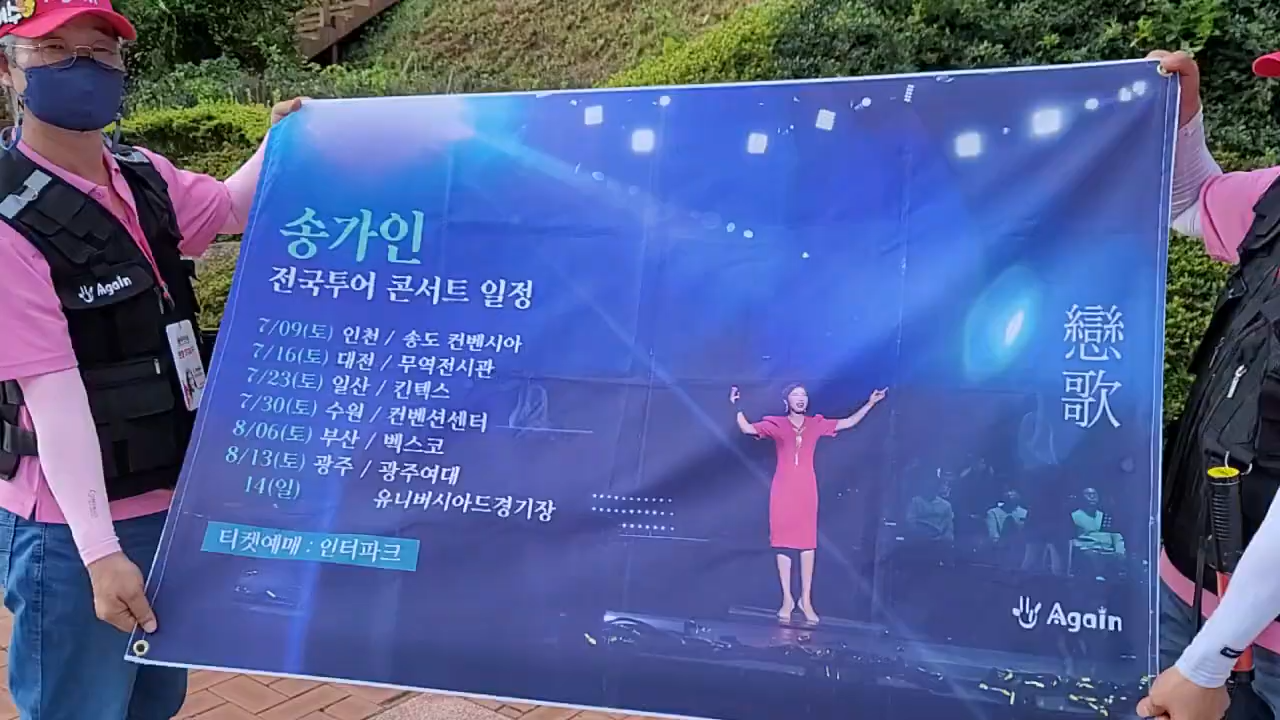 Again
송가인
전국투어 콘서트 일정
7/09(토) 인천 / 송도 컨벤시아
7/16(토) 대전 / 무역전시관
7/23(토) 일산 / 킨텍스
7/30(토) 수원 / 컨벤션센터
8/06(토) 부산 / 벡스코
8/13(토) 광주 / 광주여대
14(일) 유니버시아드경기장
티켓예매 : 인터파크
戀
歌
Again